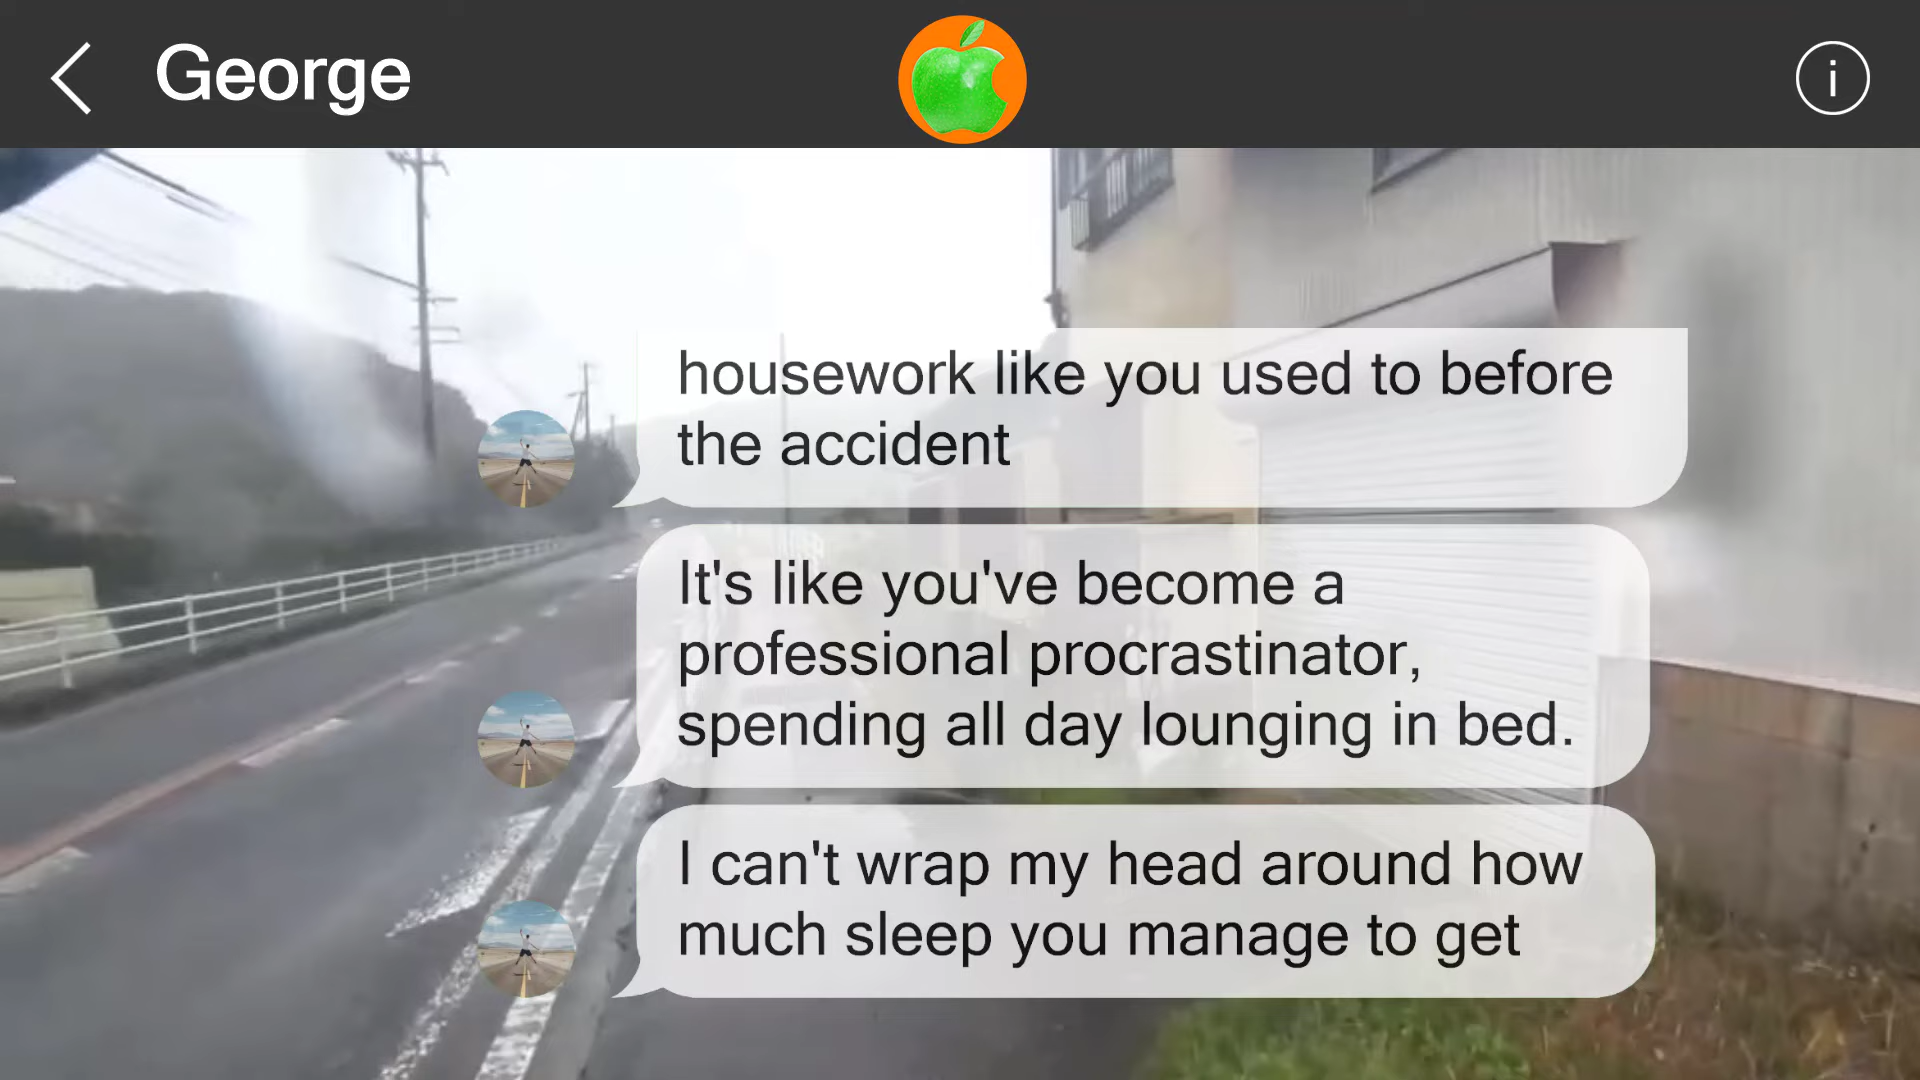 George
i
housework like you used to before
the accident
It's like you've become a
professional procrastinator,
spending all day lounging in bed.
I can't wrap my head around how
much sleep you manage to get